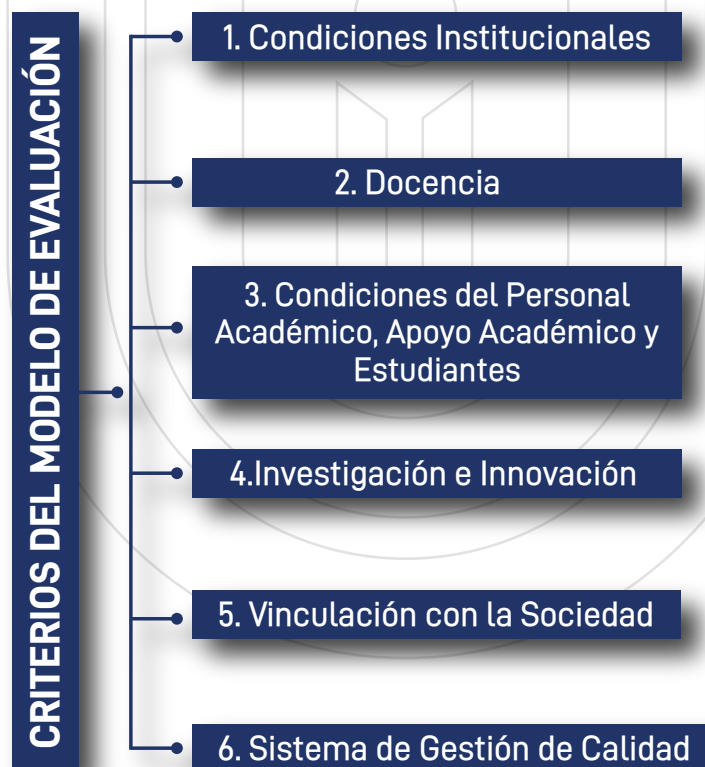 CRITERIOS DEL MODELO DE EVALUACIÓN
1. Condiciones Institucionales
2. Docencia
3. Condiciones del Personal
Académico, Apoyo Académico y
Estudiantes
4.Investigación e Innovación
5. Vinculación con la Sociedad
6. Sistema de Gestión de Calidad